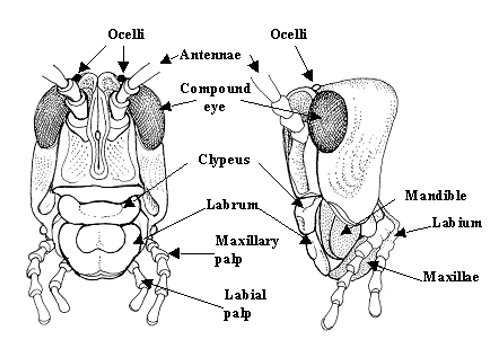 Ocelli
Ocelli
Antennae
Compound
eye
Clypeus
Mandible
Labrum
Labium
Maxillary
palp
Maxillae
Labial
palp